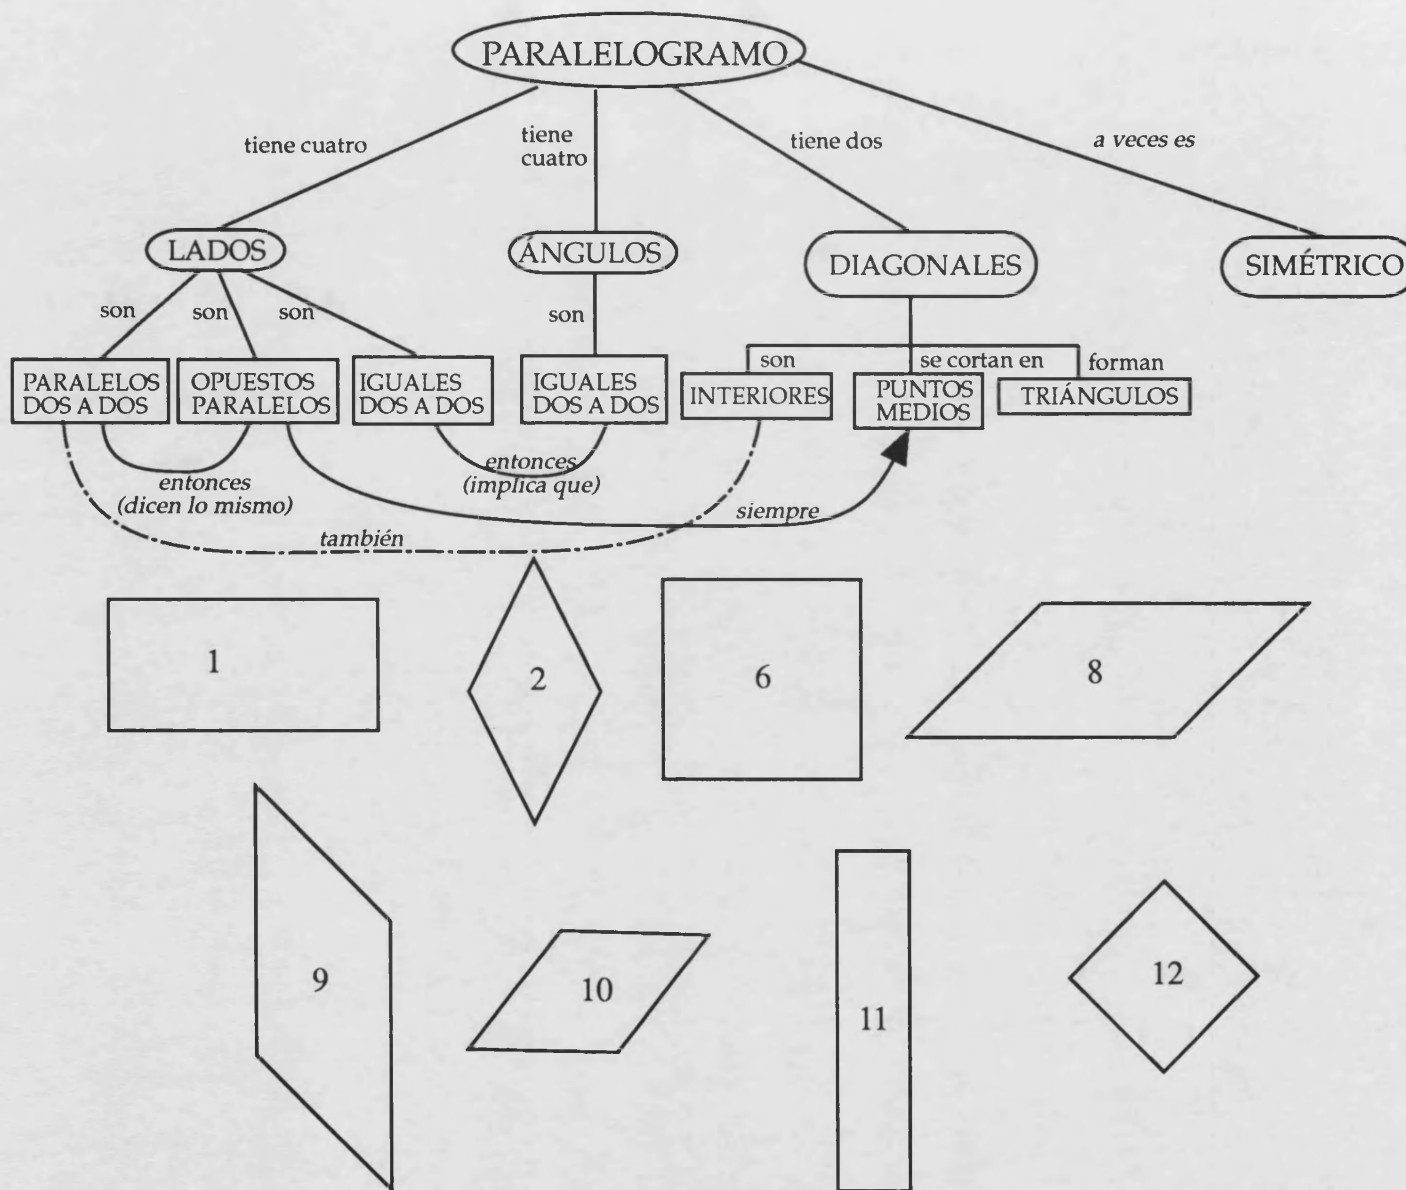 PARALELOGRAMO
tiene cuatro
tiene
cuatro
tiene dos
a veces es
LADOS
ÁNGULOS
DIAGONALES
SIMÉTRICO
son
son
son
son
PARALELOS
DOS A DOS
OPUESTOS
PARALELOS
IGUALES
DOS A DOS
IGUALES
DOS A DOS
son
INTERIORES
se cortan en
PUNTOS
MEDIOS
forman
TRIÁNGULOS
entonces
(dicen lo mismo)
entonces
(implica que)
siempre
también
1
2
6
8
9
10
11
12